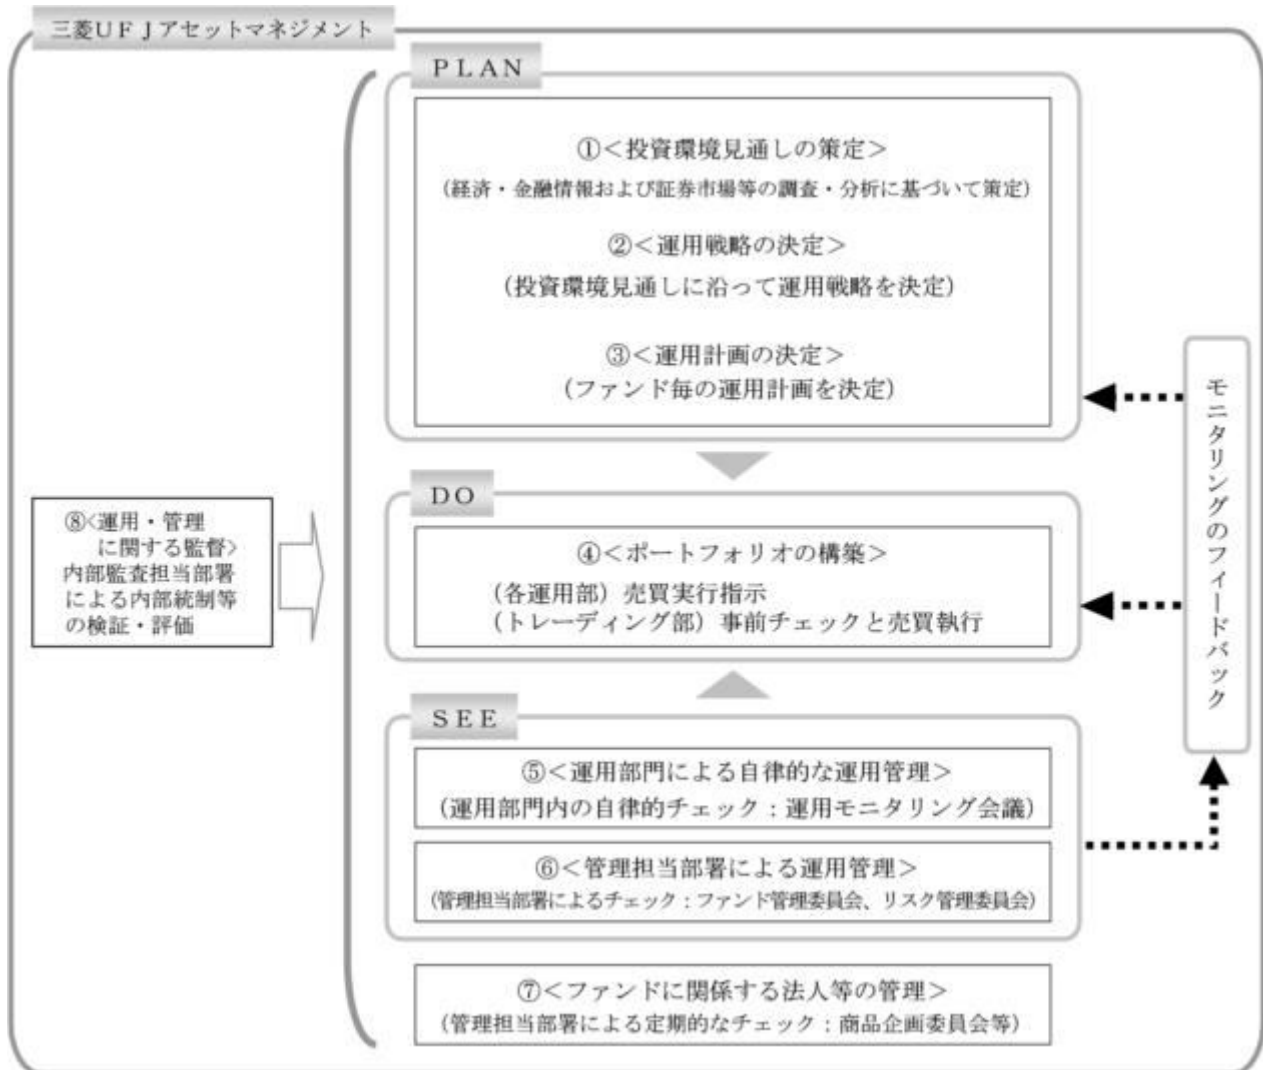 三菱UFJアセットマネジメント
PLAN
①＜投資環境見通しの策定＞
(経済・金融情報および証券市場等の調査・分析に基づいて策定)
②＜運用戦略の決定＞
(投資環境見通しに沿って運用戦略を決定)
③＜運用計画の決定＞
(ファンド毎の運用計画を決定)
DO
④＜ポートフォリオの構築＞
(各運用部) 売買実行指示
(トレーディング部) 事前チェックと売買執行
SEE
⑤＜運用部門による自律的な運用管理＞
(運用部門内の自律的チェック：運用モニタリング会議)
⑥＜管理担当部署による運用管理＞
(管理担当部署によるチェック：ファンド管理委員会、リスク管理委員会)
⑦＜ファンドに関係する法人等の管理＞
(管理担当部署による定期的なチェック：商品企画委員会等)
⑧＜運用・管理
に関する監督＞
内部監査担当部署
による内部統制等
の検証・評価
モニタリングのフィードバック